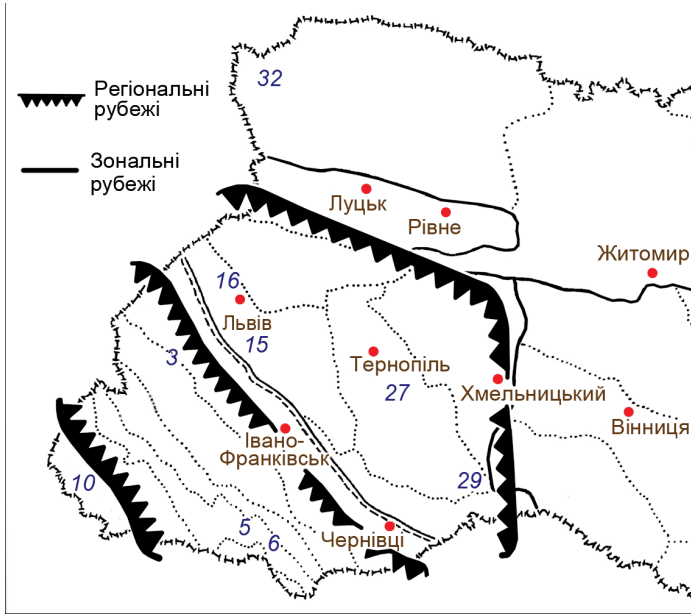 Регіональні
рубежі
Зональні
рубежі
32
Луцьк
Рівне
Житомир
16
Львів
15
3
Тернопіль
27
Хмельницький
Вінниця
Івано-
Франківськ
10
29
5
6
Чернівці